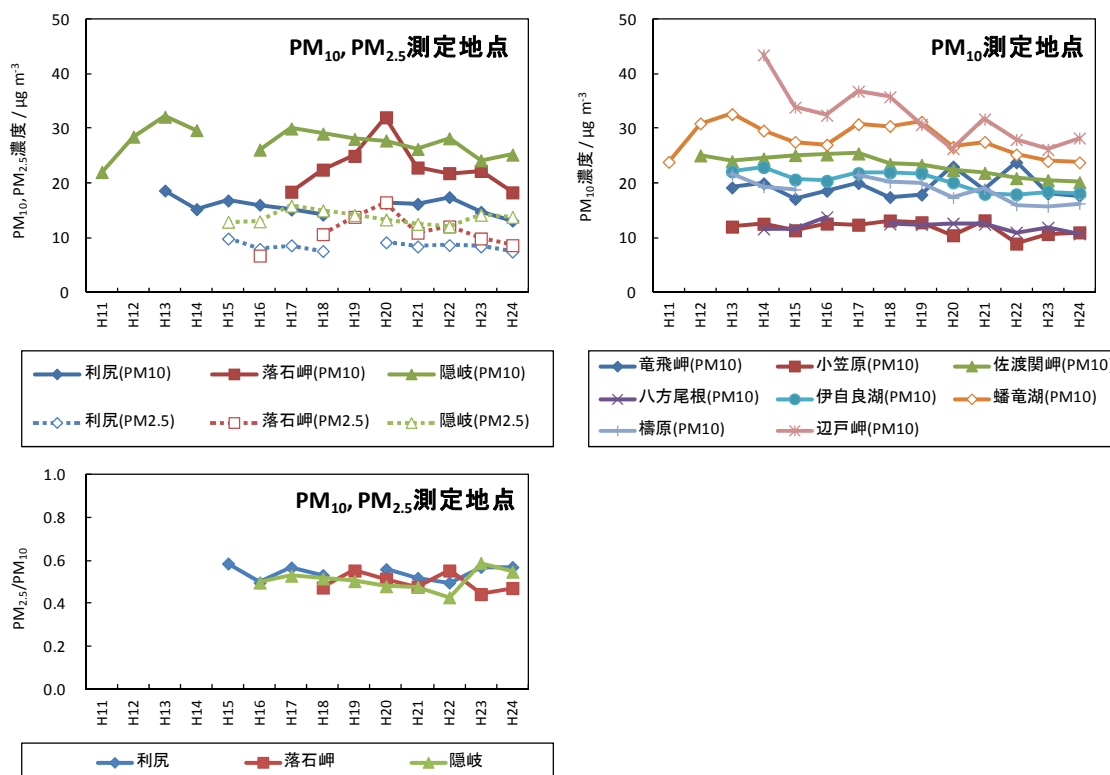 PM10, PM2.5測定地点
PM10, PM2.5濃度 / µg m-3
50
40
30
20
10
0
H11 H12 H13 H14 H15 H16 H17 H18 H19 H20 H21 H22 H23 H24
利尻(PM10) 落石岬(PM10) 隠岐(PM10)
利尻(PM2.5) 落石岬(PM2.5) 隠岐(PM2.5)
PM10測定地点
PM10濃度 / µg m-3
50
40
30
20
10
0
H11 H12 H13 H14 H15 H16 H17 H18 H19 H20 H21 H22 H23 H24
竜飛岬(PM10) 小笠原(PM10) 佐渡関岬(PM10)
八方尾根(PM10) 伊自良湖(PM10) 蟠竜湖(PM10)
檮原(PM10) 辺戸岬(PM10)
PM10, PM2.5測定地点
PM2.5/PM10
1.0
0.8
0.6
0.4
0.2
0.0
H11 H12 H13 H14 H15 H16 H17 H18 H19 H20 H21 H22 H23 H24
利尻 落石岬 隠岐